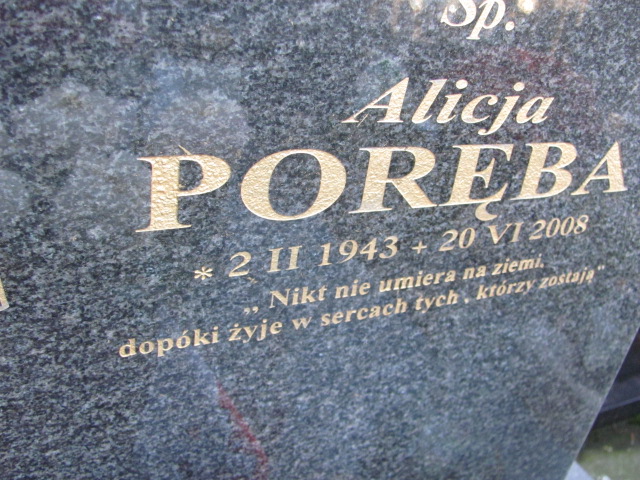 Śp.
Alicja
PORĘBA
* 2 II 1943 + 20 VI 2008
„ Nikt nie umiera na ziemi,
dopóki żyje w sercach tych , którzy zostają"